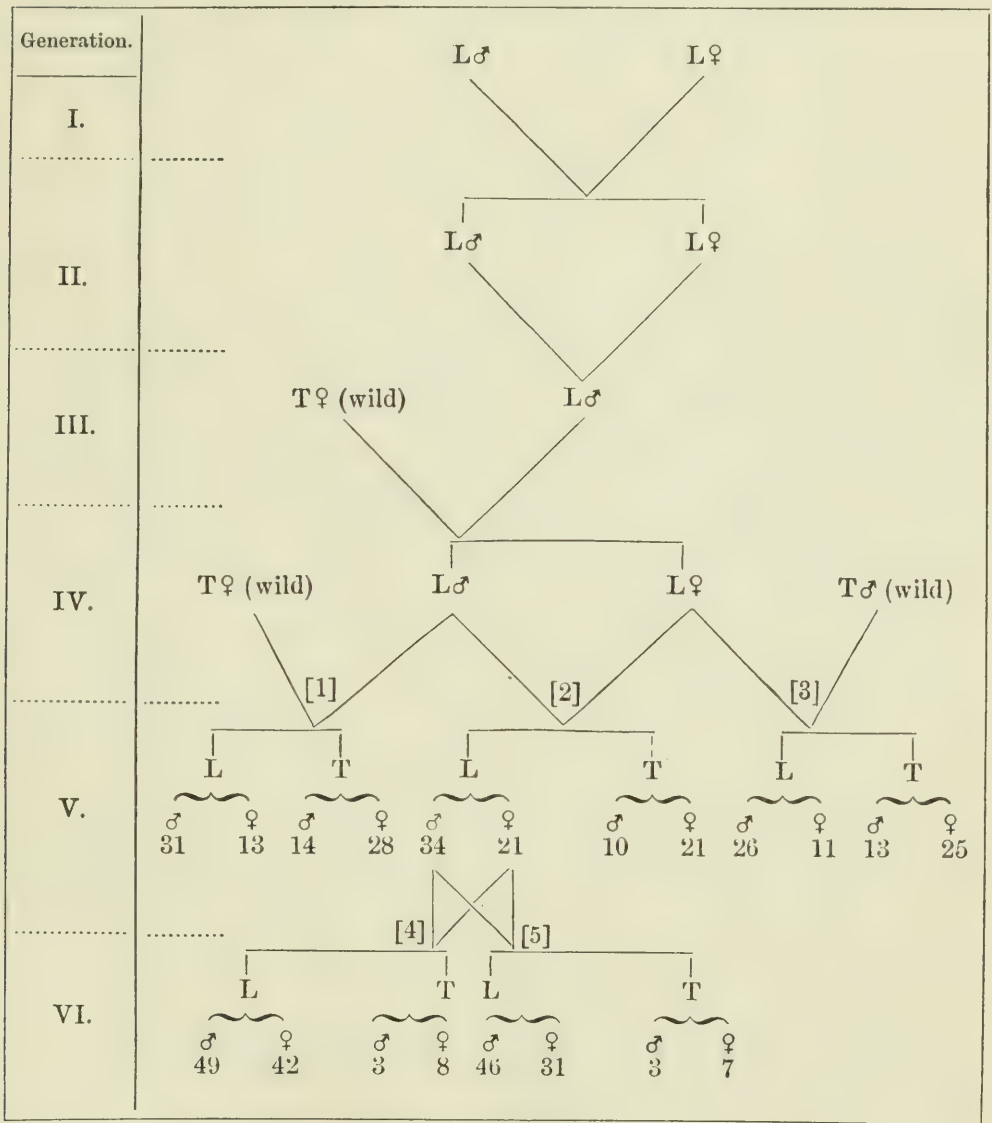 Generation.
L♂ L♀
I.
L♂ L♀
II.
T♀ (wild) L♂
III.
T♀ (wild) L♂ L♀ T♂ (wild)
IV.
[1] [2] [3]
L T L T L T
V.
♂ ♀ ♂ ♀ ♂ ♀ ♂ ♀ ♂ ♀ ♂ ♀
31 13 14 28 34 21 10 21 26 11 13 25
[4] [5]
L T L T
VI.
♂ ♀ ♂ ♀ ♂ ♀ ♂ ♀
49 42 3 8 46 31 3 7